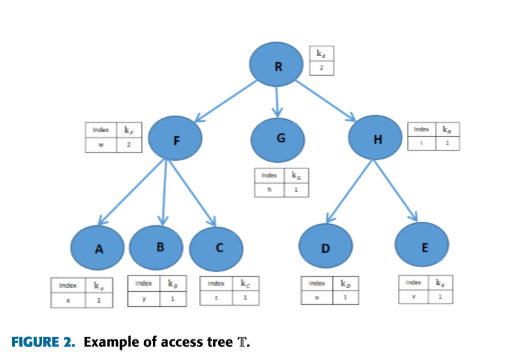 k_R
R
2
Index k_F
w 2
F
G
H
Index k_H
i 1
Index k_G
h 1
A
B
C
D
E
Index k_A
x 1
Index k_B
y 1
Index k_C
z 1
Index k_D
u 1
Index k_E
v 1
FIGURE 2. Example of access tree 𝕋.